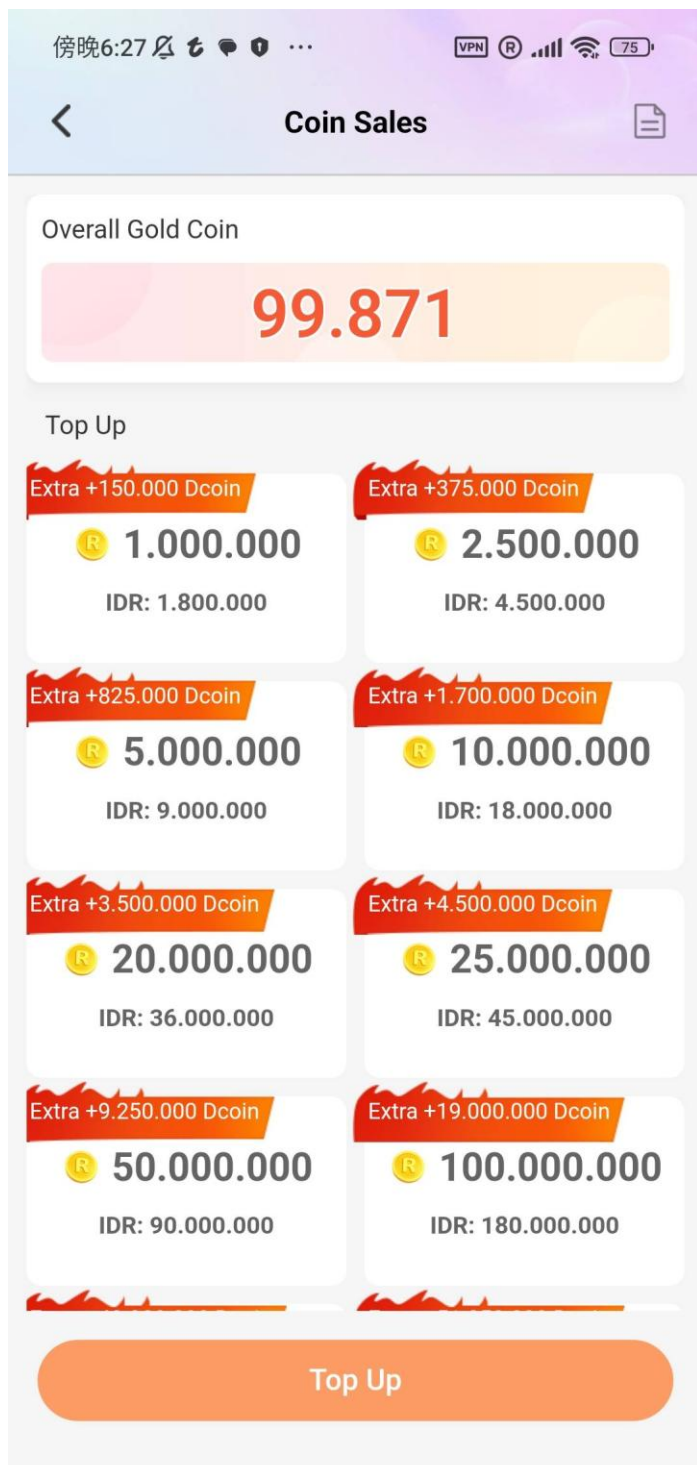 傍晚6:27 ... VPN R 75
Coin Sales
Overall Gold Coin
99.871
Top Up
Extra +150.000 Dcoin
R 1.000.000
IDR: 1.800.000
Extra +375.000 Dcoin
R 2.500.000
IDR: 4.500.000
Extra +825.000 Dcoin
R 5.000.000
IDR: 9.000.000
Extra +1.700.000 Dcoin
R 10.000.000
IDR: 18.000.000
Extra +3.500.000 Dcoin
R 20.000.000
IDR: 36.000.000
Extra +4.500.000 Dcoin
R 25.000.000
IDR: 45.000.000
Extra +9.250.000 Dcoin
R 50.000.000
IDR: 90.000.000
Extra +19.000.000 Dcoin
R 100.000.000
IDR: 180.000.000
Top Up